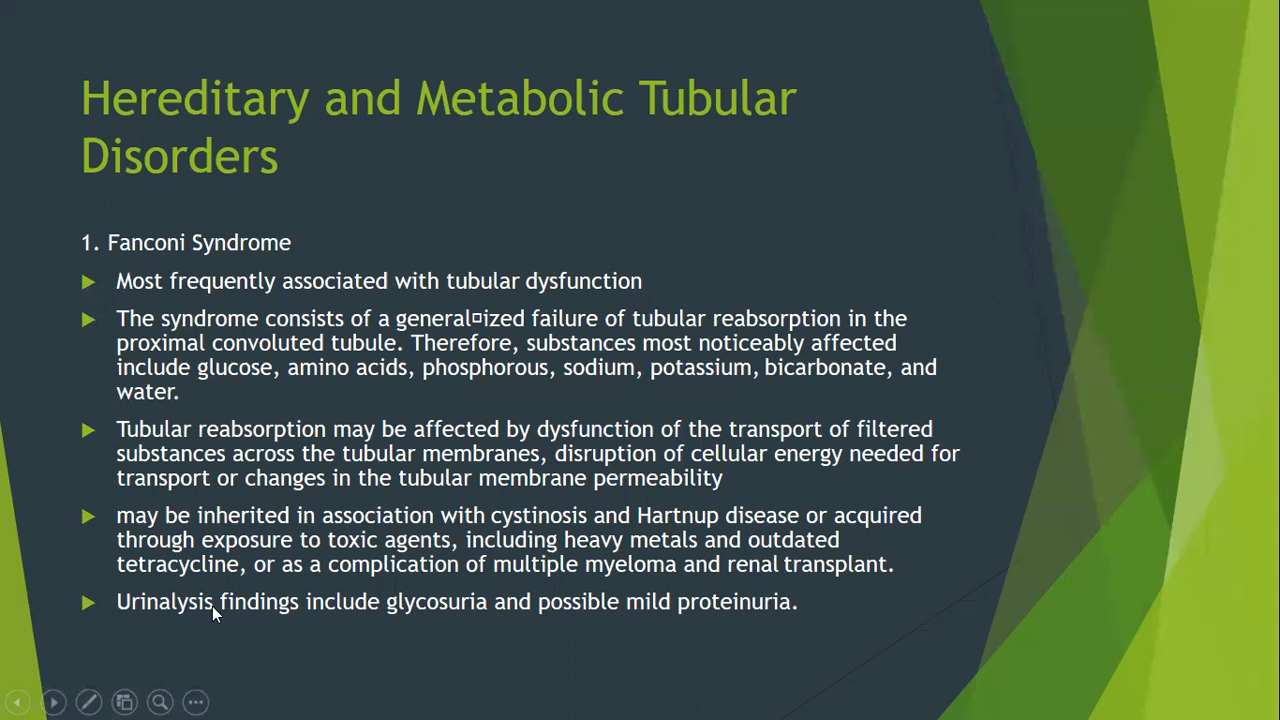 Hereditary and Metabolic Tubular
Disorders
1. Fanconi Syndrome
Most frequently associated with tubular dysfunction
The syndrome consists of a general□ized failure of tubular reabsorption in the
proximal convoluted tubule. Therefore, substances most noticeably affected
include glucose, amino acids, phosphorous, sodium, potassium, bicarbonate, and
water.
Tubular reabsorption may be affected by dysfunction of the transport of filtered
substances across the tubular membranes, disruption of cellular energy needed for
transport or changes in the tubular membrane permeability
may be inherited in association with cystinosis and Hartnup disease or acquired
through exposure to toxic agents, including heavy metals and outdated
tetracycline, or as a complication of multiple myeloma and renal transplant.
Urinalysis findings include glycosuria and possible mild proteinuria.